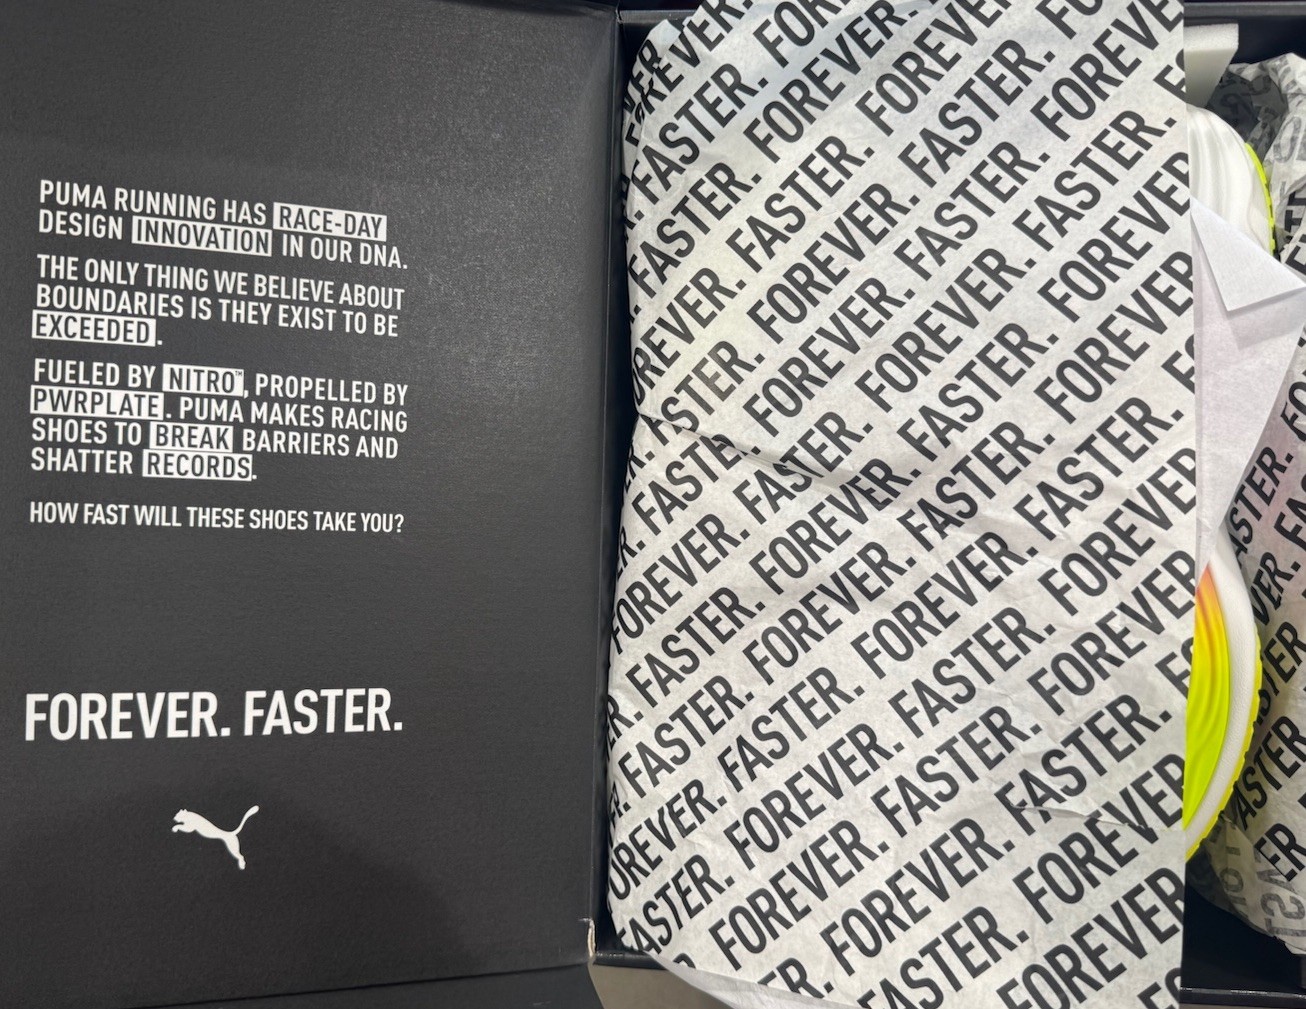 PUMA RUNNING HAS RACE-DAY
DESIGN INNOVATION IN OUR DNA.
THE ONLY THING WE BELIEVE ABOUT
BOUNDARIES IS THEY EXIST TO BE
EXCEEDED.
FUELED BY NITRO™, PROPELLED BY
PWRPLATE. PUMA MAKES RACING
SHOES TO BREAK BARRIERS AND
SHATTER RECORDS.
HOW FAST WILL THESE SHOES TAKE YOU?
FOREVER. FASTER.
FOREVER. FASTER. FOREVER. FASTER.
FOREVER. FASTER. FOREVER. FASTER.
FOREVER. FASTER. FOREVER. FASTER.
FOREVER. FASTER. FOREVER. FASTER.
FOREVER. FASTER. FOREVER. FASTER.
FOREVER. FASTER. FOREVER. FASTER.